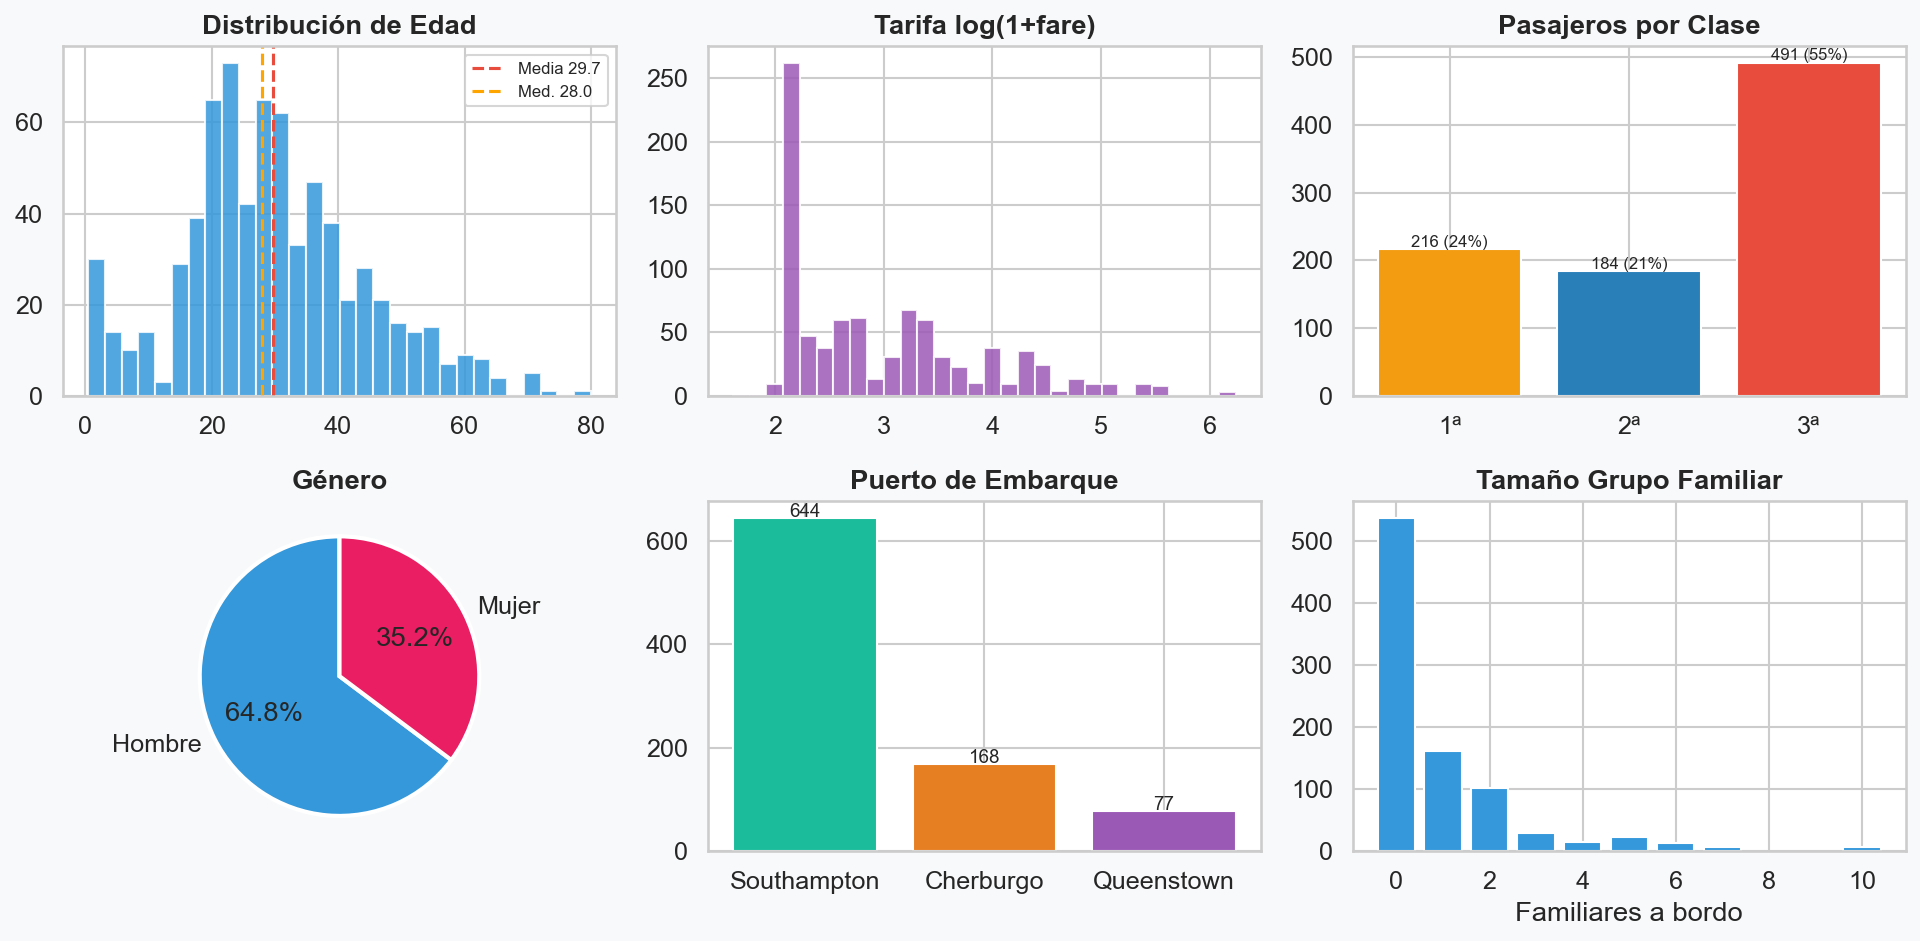 Distribución de Edad
Media 29.7
Med. 28.0
60
40
20
0
0 20 40 60 80
Tarifa log(1+fare)
250
200
150
100
50
0
2 3 4 5 6
Pasajeros por Clase
500
400
300
200
100
0
216 (24%)
184 (21%)
491 (55%)
1ª 2ª 3ª
Género
Mujer
35.2%
64.8%
Hombre
Puerto de Embarque
600
400
200
0
644
168
77
Southampton Cherburgo Queenstown
Tamaño Grupo Familiar
500
400
300
200
100
0
0 2 4 6 8 10
Familiares a bordo